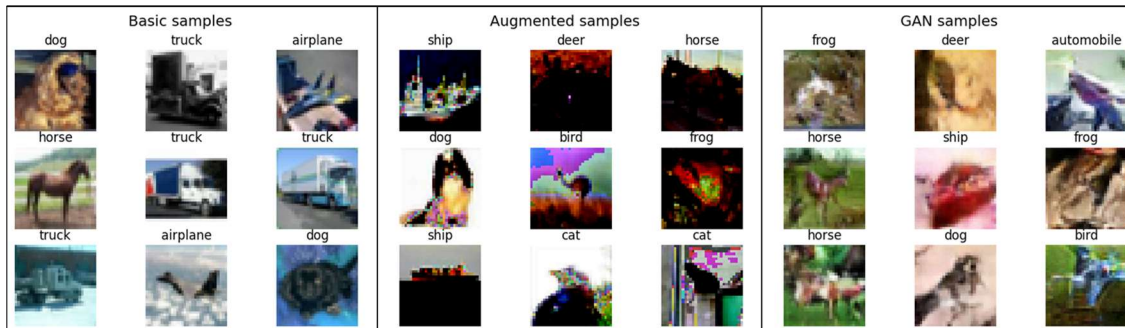 Basic samples Augmented samples GAN samples
dog truck airplane ship deer horse frog deer automobile
horse truck truck dog bird frog horse ship frog
truck airplane dog ship cat cat horse dog bird